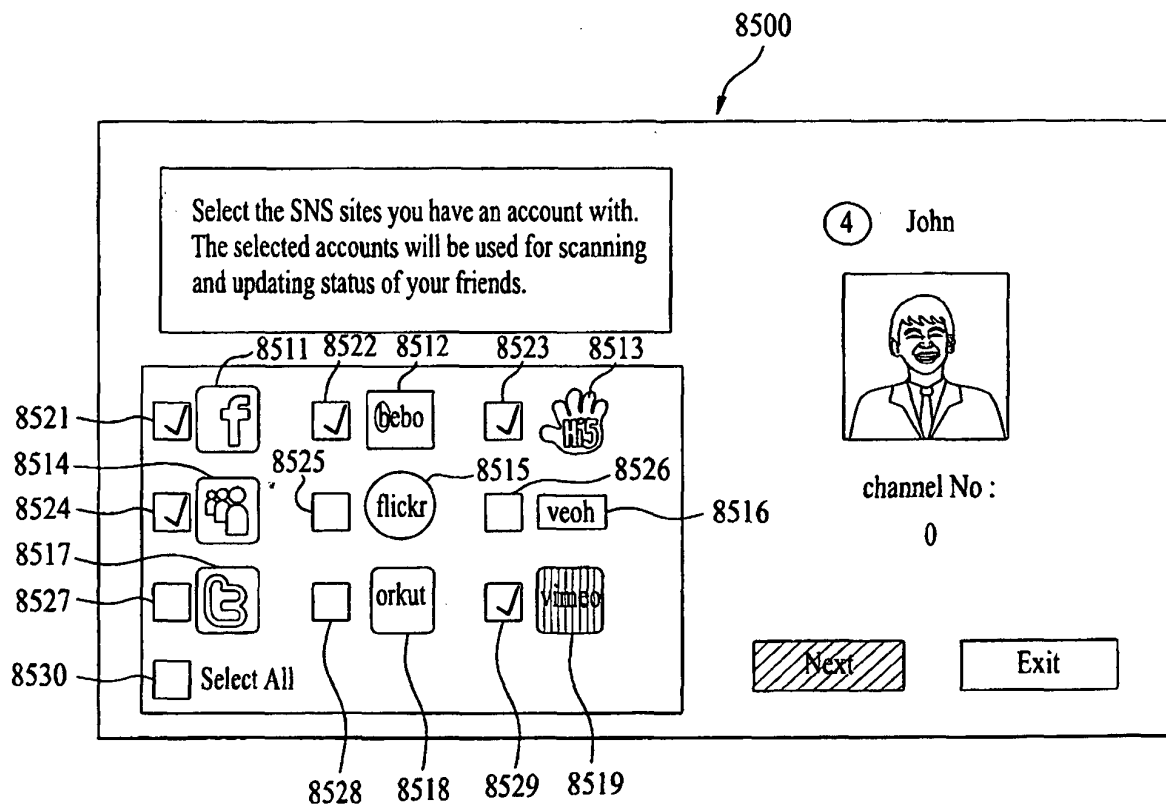 8500
Select the SNS sites you have an account with.
The selected accounts will be used for scanning
and updating status of your friends.
4 John
8511 8522 8512 8523 8513
8521 f bebo Hi5
8514 8525 8515 8526
8524 flickr veoh 8516
channel No :
0
8517
8527 t orkut vimeo
8530 Select All
Next Exit
8528 8518 8529 8519